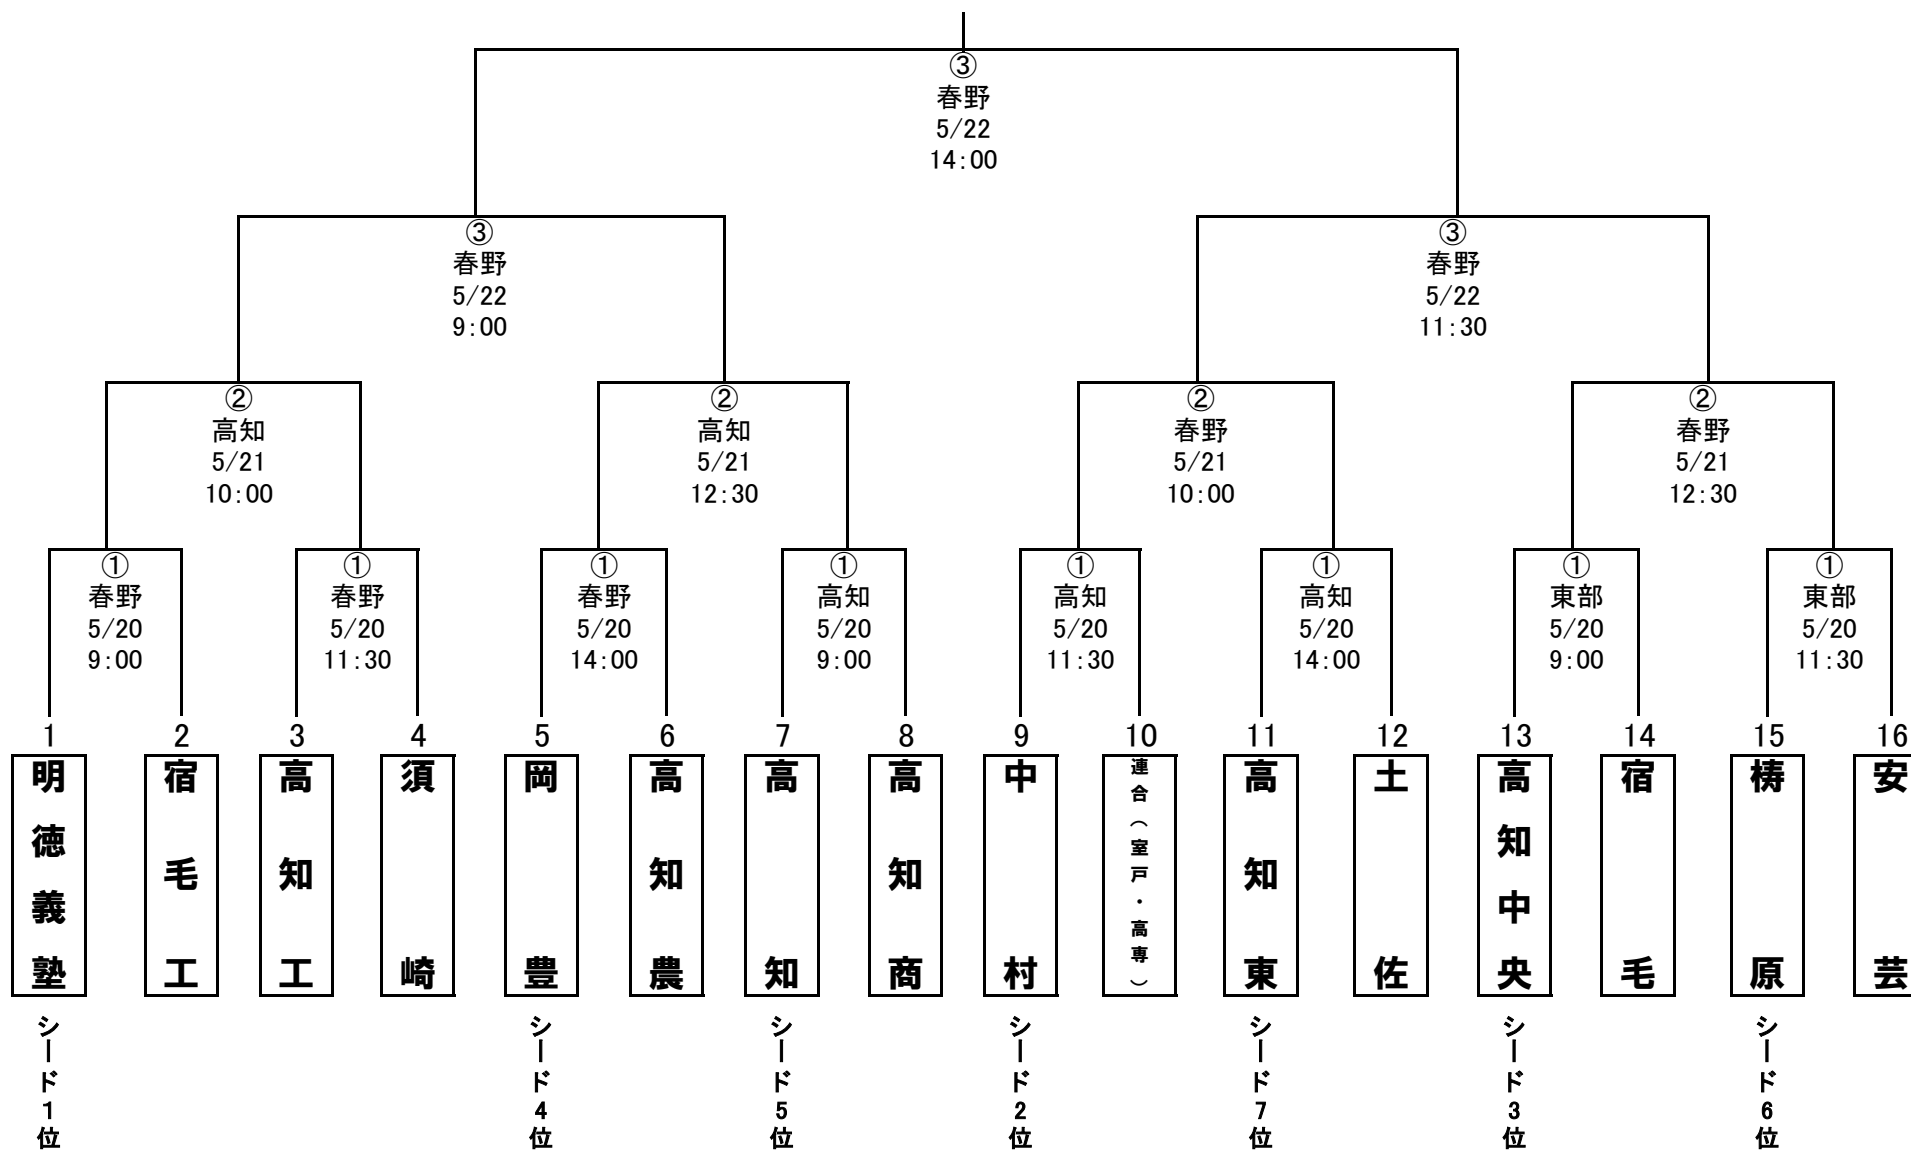 ③
春野
5/22
14:00
③
春野
5/22
9:00
③
春野
5/22
11:30
②
高知
5/21
10:00
②
高知
5/21
12:30
②
春野
5/21
10:00
②
春野
5/21
12:30
①
春野
5/20
9:00
①
春野
5/20
11:30
①
春野
5/20
14:00
①
高知
5/20
9:00
①
高知
5/20
11:30
①
高知
5/20
14:00
①
東部
5/20
9:00
①
東部
5/20
11:30
1
明徳義塾
シード1位
2
宿毛工
3
高知工
4
須崎
5
岡豊
シード4位
6
高知農
7
高知
シード5位
8
高知商
9
中村
シード2位
10
連合(室戸・高専)
11
高知東
シード7位
12
土佐
13
高知中央
シード3位
14
宿毛
15
梼原
シード6位
16
安芸